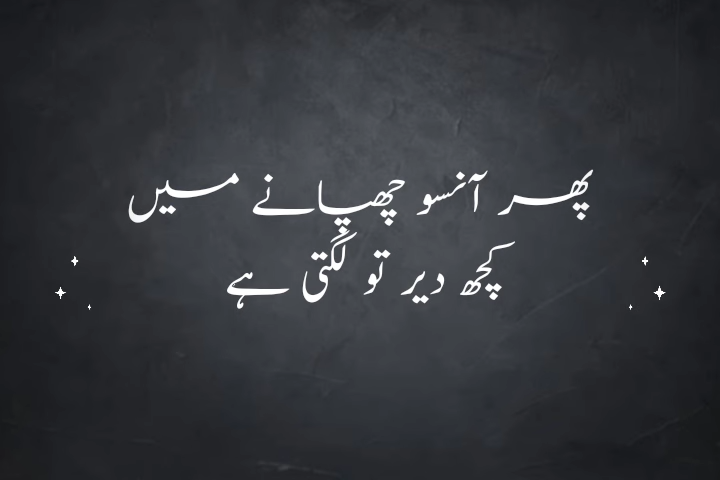 پھر آنسو چھپانے میں
کچھ دیر تو لگتی ہے